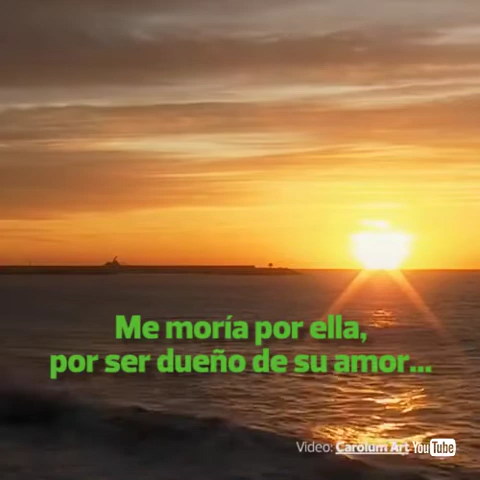 Me moría por ella,
por ser dueño de su amor...
Video: Carolum Art YouTube